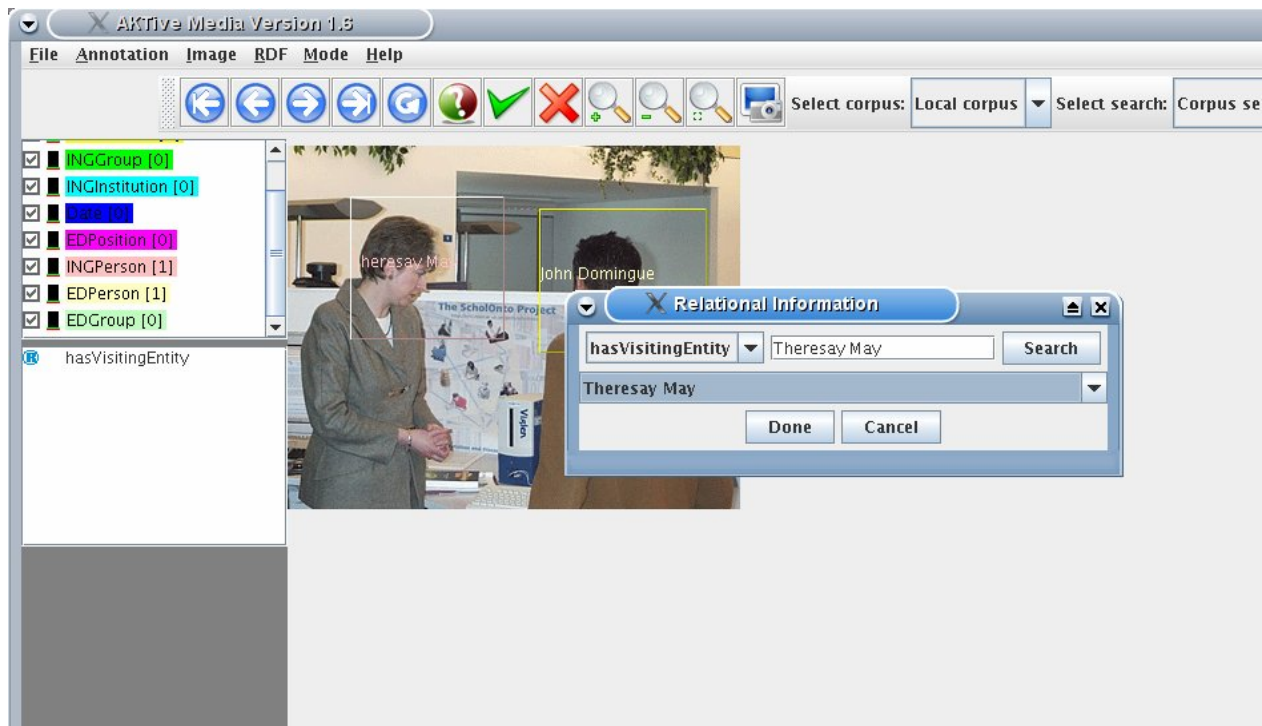 AKTive Media Version 1.6
File Annotation Image RDF Mode Help
Select corpus: Local corpus Select search: Corpus se
INGGroup [0]
INGInstitution [0]
Date [0]
EDPosition [0]
INGPerson [1]
EDPerson [1]
EDGroup [0]
hasVisitingEntity
heresay May
John Domingue
The ScholOnto Project
Viglen
Relational Information
hasVisitingEntity Theresay May Search
Theresay May
Done Cancel